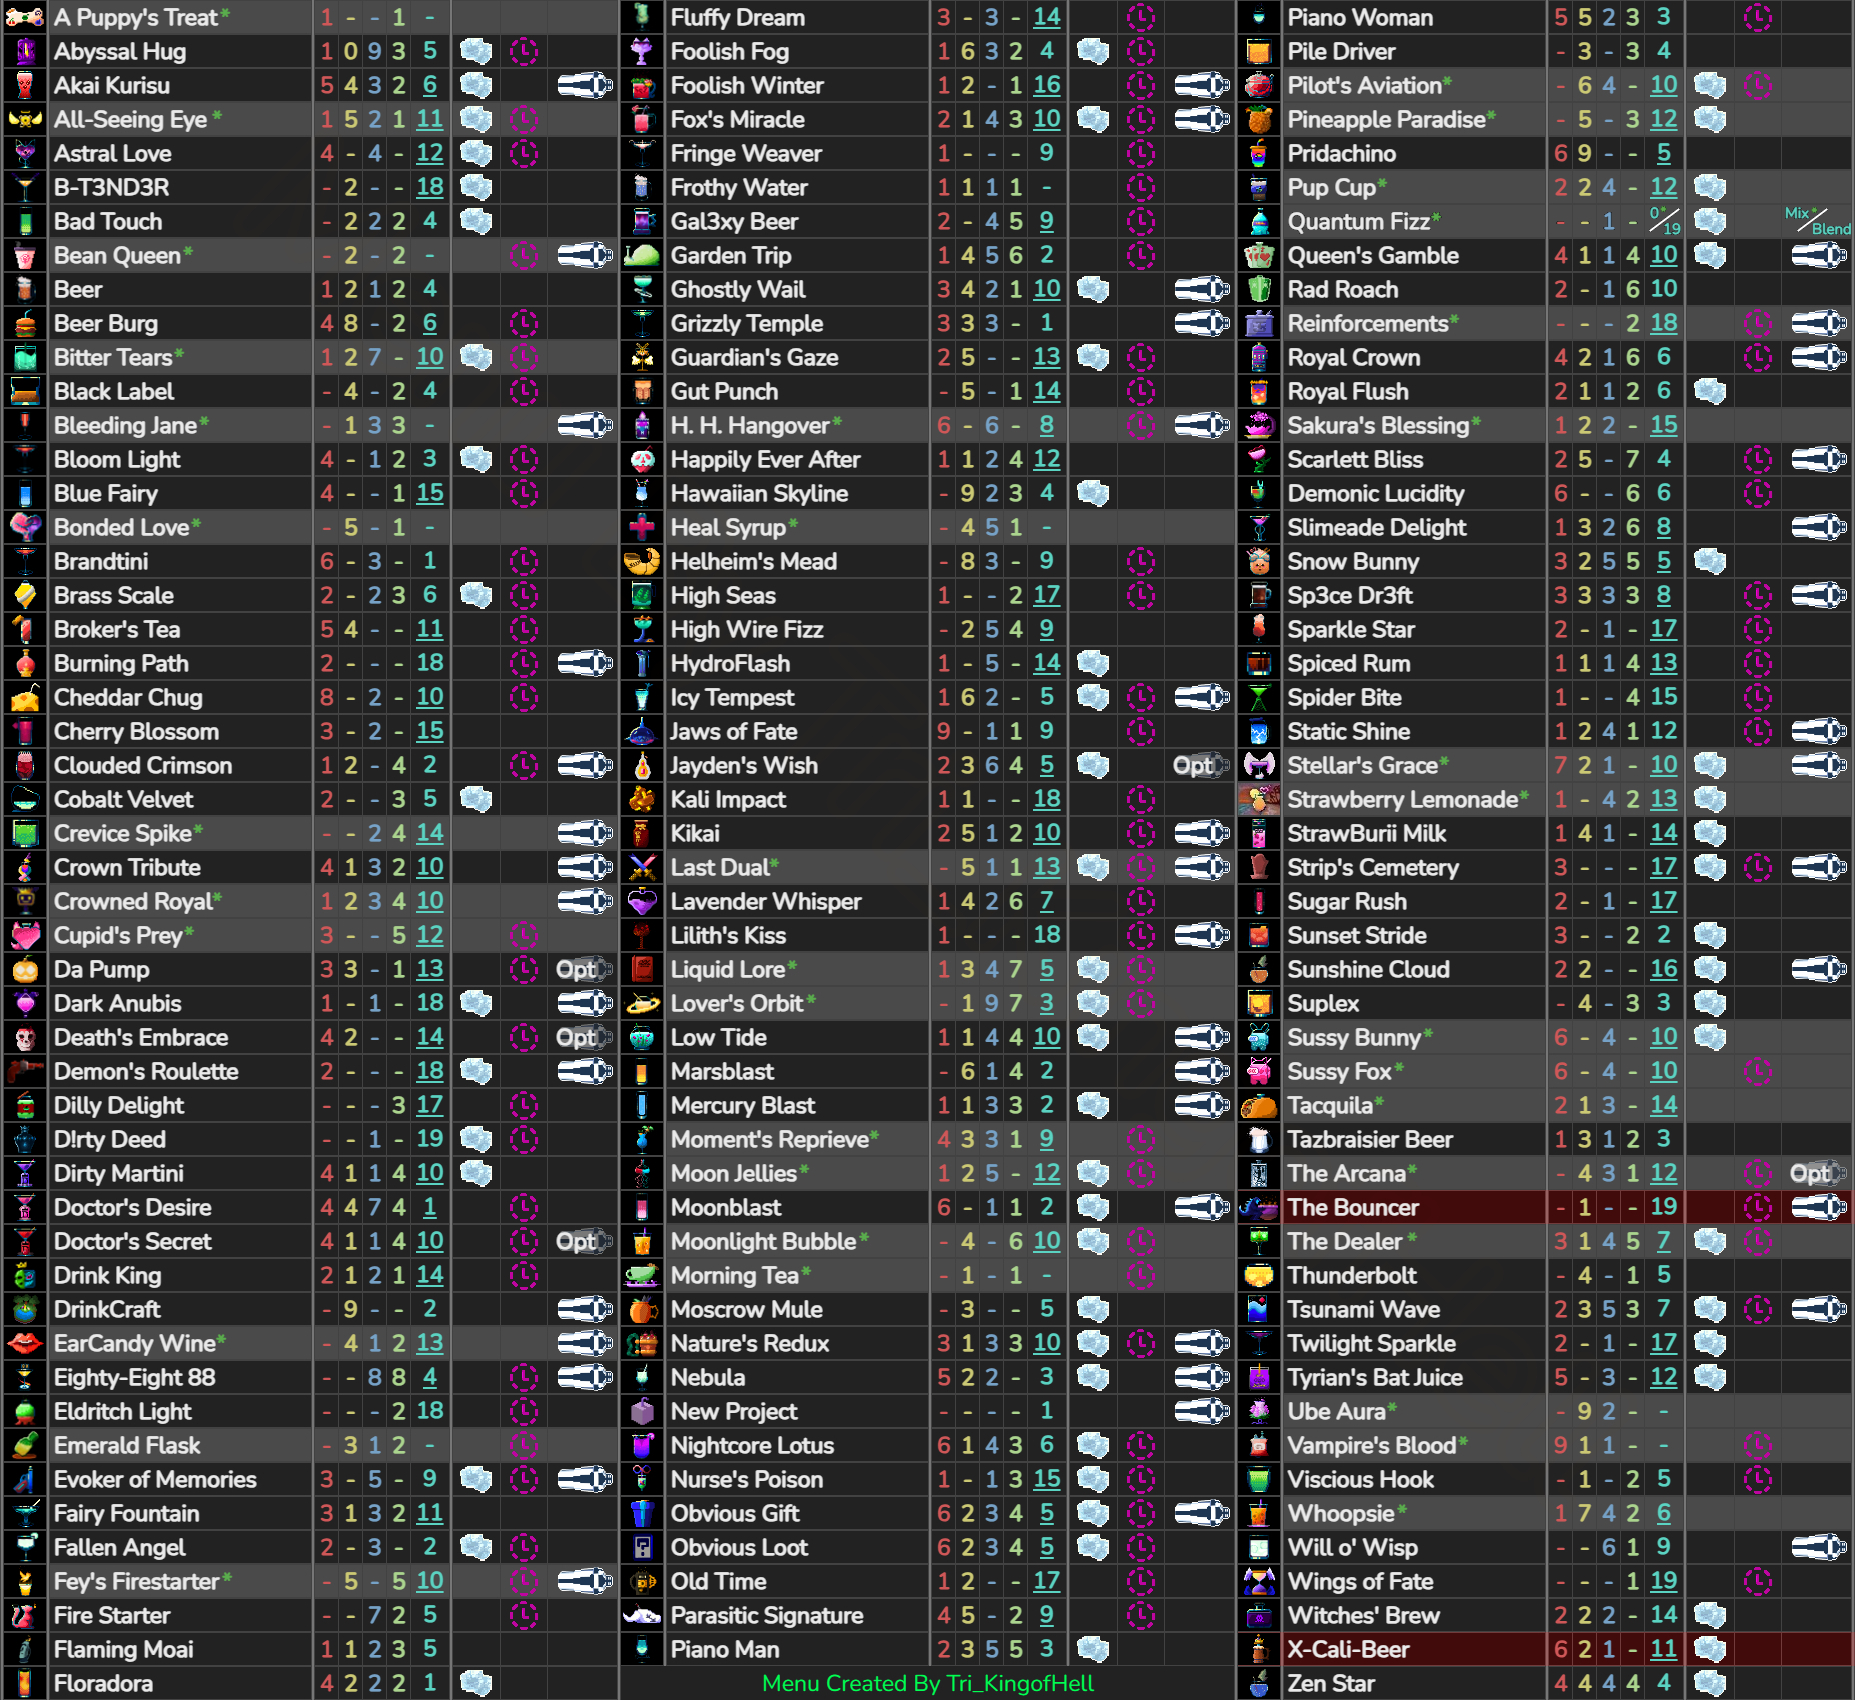 A Puppy's Treat* 1 - - 1 -
Abyssal Hug 1 0 9 3 5
Akai Kurisu 5 4 3 2 6
All-Seeing Eye * 1 5 2 1 11
Astral Love 4 - 4 - 12
B-T3ND3R - 2 - - 18
Bad Touch - 2 2 2 4
Bean Queen* - 2 - 2 -
Beer 1 2 1 2 4
Beer Burg 4 8 - 2 6
Bitter Tears* 1 2 7 - 10
Black Label - 4 - 2 4
Bleeding Jane* - 1 3 3 -
Bloom Light 4 - 1 2 3
Blue Fairy 4 - - 1 15
Bonded Love* - 5 - 1 -
Brandtini 6 - 3 - 1
Brass Scale 2 - 2 3 6
Broker's Tea 5 4 - - 11
Burning Path 2 - - - 18
Cheddar Chug 8 - 2 - 10
Cherry Blossom 3 - 2 - 15
Clouded Crimson 1 2 - 4 2
Cobalt Velvet 2 - - 3 5
Crevice Spike* - - 2 4 14
Crown Tribute 4 1 3 2 10
Crowned Royal* 1 2 3 4 10
Cupid's Prey* 3 - - 5 12
Da Pump 3 3 - 1 13 Opt
Dark Anubis 1 - 1 - 18
Death's Embrace 4 2 - - 14 Opt
Demon's Roulette 2 - - - 18
Dilly Delight - - - 3 17
D!rty Deed - - 1 - 19
Dirty Martini 4 1 1 4 10
Doctor's Desire 4 4 7 4 1
Doctor's Secret 4 1 1 4 10 Opt
Drink King 2 1 2 1 14
DrinkCraft - 9 - - 2
EarCandy Wine* - 4 1 2 13
Eighty-Eight 88 - - 8 8 4
Eldritch Light - - - 2 18
Emerald Flask - 3 1 2 -
Evoker of Memories 3 - 5 - 9
Fairy Fountain 3 1 3 2 11
Fallen Angel 2 - 3 - 2
Fey's Firestarter* - 5 - 5 10
Fire Starter - - 7 2 5
Flaming Moai 1 1 2 3 5
Floradora 4 2 2 2 1
Fluffy Dream 3 - 3 - 14
Foolish Fog 1 6 3 2 4
Foolish Winter 1 2 - 1 16
Fox's Miracle 2 1 4 3 10
Fringe Weaver 1 - - - 9
Frothy Water 1 1 1 1 -
Gal3xy Beer 2 - 4 5 9
Garden Trip 1 4 5 6 2
Ghostly Wail 3 4 2 1 10
Grizzly Temple 3 3 3 - 1
Guardian's Gaze 2 5 - - 13
Gut Punch - 5 - 1 14
H. H. Hangover* 6 - 6 - 8
Happily Ever After 1 1 2 4 12
Hawaiian Skyline - 9 2 3 4
Heal Syrup* - 4 5 1 -
Helheim's Mead - 8 3 - 9
High Seas 1 - - 2 17
High Wire Fizz - 2 5 4 9
HydroFlash 1 - 5 - 14
Icy Tempest 1 6 2 - 5
Jaws of Fate 9 - 1 1 9
Jayden's Wish 2 3 6 4 5 Opt
Kali Impact 1 1 - - 18
Kikai 2 5 1 2 10
Last Dual* - 5 1 1 13
Lavender Whisper 1 4 2 6 7
Lilith's Kiss 1 - - - 18
Liquid Lore* 1 3 4 7 5
Lover's Orbit* - 1 9 7 3
Low Tide 1 1 4 4 10
Marsblast - 6 1 4 2
Mercury Blast 1 1 3 3 2
Moment's Reprieve* 4 3 3 1 9
Moon Jellies* 1 2 5 - 12
Moonblast 6 - 1 1 2
Moonlight Bubble* - 4 - 6 10
Morning Tea* - 1 - 1 -
Moscrow Mule - 3 - - 5
Nature's Redux 3 1 3 3 10
Nebula 5 2 2 - 3
New Project - - - - 1
Nightcore Lotus 6 1 4 3 6
Nurse's Poison 1 - 1 3 15
Obvious Gift 6 2 3 4 5
Obvious Loot 6 2 3 4 5
Old Time 1 2 - - 17
Parasitic Signature 4 5 - 2 9
Piano Man 2 3 5 5 3
Menu Created By Tri_KingofHell
Piano Woman 5 5 2 3 3
Pile Driver - 3 - 3 4
Pilot's Aviation* - 6 4 - 10
Pineapple Paradise* - 5 - 3 12
Pridachino 6 9 - - 5
Pup Cup* 2 2 4 - 12
Quantum Fizz* - - 1 - 0*/19 Mix*/Blend
Queen's Gamble 4 1 1 4 10
Rad Roach 2 - 1 6 10
Reinforcements* - - - 2 18
Royal Crown 4 2 1 6 6
Royal Flush 2 1 1 2 6
Sakura's Blessing* 1 2 2 - 15
Scarlett Bliss 2 5 - 7 4
Demonic Lucidity 6 - - 6 6
Slimeade Delight 1 3 2 6 8
Snow Bunny 3 2 5 5 5
Sp3ce Dr3ft 3 3 3 3 8
Sparkle Star 2 - 1 - 17
Spiced Rum 1 1 1 4 13
Spider Bite 1 - - 4 15
Static Shine 1 2 4 1 12
Stellar's Grace* 7 2 1 - 10
Strawberry Lemonade* 1 - 4 2 13
StrawBurii Milk 1 4 1 - 14
Strip's Cemetery 3 - - - 17
Sugar Rush 2 - 1 - 17
Sunset Stride 3 - - 2 2
Sunshine Cloud 2 2 - - 16
Suplex - 4 - 3 3
Sussy Bunny* 6 - 4 - 10
Sussy Fox* 6 - 4 - 10
Tacquila* 2 1 3 - 14
Tazbraisier Beer 1 3 1 2 3
The Arcana* - 4 3 1 12 Opt
The Bouncer - 1 - - 19
The Dealer * 3 1 4 5 7
Thunderbolt - 4 - 1 5
Tsunami Wave 2 3 5 3 7
Twilight Sparkle 2 - 1 - 17
Tyrian's Bat Juice 5 - 3 - 12
Ube Aura* - 9 2 - -
Vampire's Blood* 9 1 1 - -
Viscious Hook - 1 - 2 5
Whoopsie* 1 7 4 2 6
Will o' Wisp - - 6 1 9
Wings of Fate - - - 1 19
Witches' Brew 2 2 2 - 14
X-Cali-Beer 6 2 1 - 11
Zen Star 4 4 4 4 4